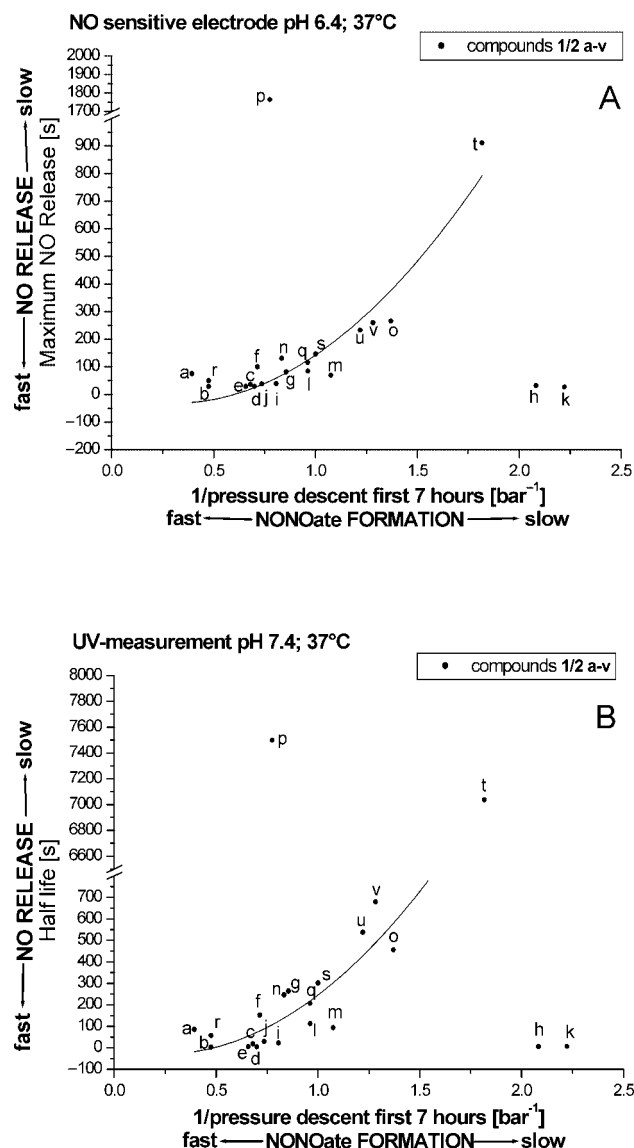 NO sensitive electrode pH 6.4; 37°C
• compounds 1/2 a-v
A
fast ← NO RELEASE → slow
Maximum NO Release [s]
2000
1900
1800
1700
900
800
700
600
500
400
300
200
100
0
−100
−200
p
t
a
r
b
e
c
d
f
j
i
n
g
q
l
s
m
u
v
o
h
k
0.0 0.5 1.0 1.5 2.0 2.5
1/pressure descent first 7 hours [bar⁻¹]
fast ← NONOate FORMATION → slow
UV-measurement pH 7.4; 37°C
• compounds 1/2 a-v
B
fast ← NO RELEASE → slow
Half life [s]
8000
7800
7600
7400
7200
7000
6800
6600
700
600
500
400
300
200
100
0
−100
−200
p
t
a
r
b
e
c
d
f
j
i
n
g
q
l
s
m
u
v
o
h
k
0.0 0.5 1.0 1.5 2.0 2.5
1/pressure descent first 7 hours [bar⁻¹]
fast ← NONOate FORMATION → slow